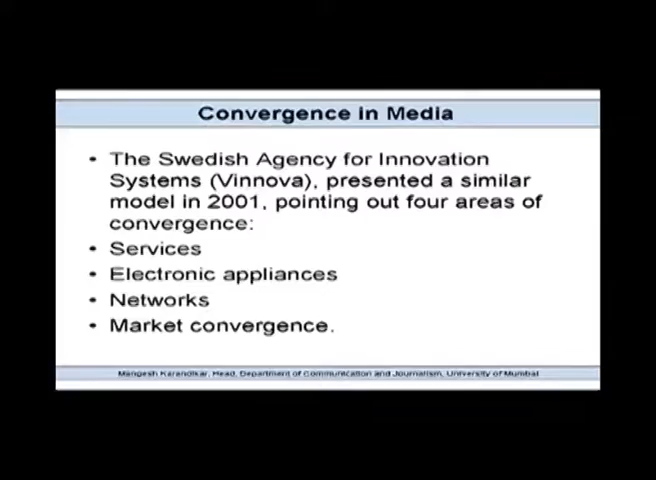 Convergence in Media
• The Swedish Agency for Innovation
Systems (Vinnova), presented a similar
model in 2001, pointing out four areas of
convergence:
• Services
• Electronic appliances
• Networks
• Market convergence.
Mangesh Karandikar, Head, Department of Communication and Journalism, University of Mumbai